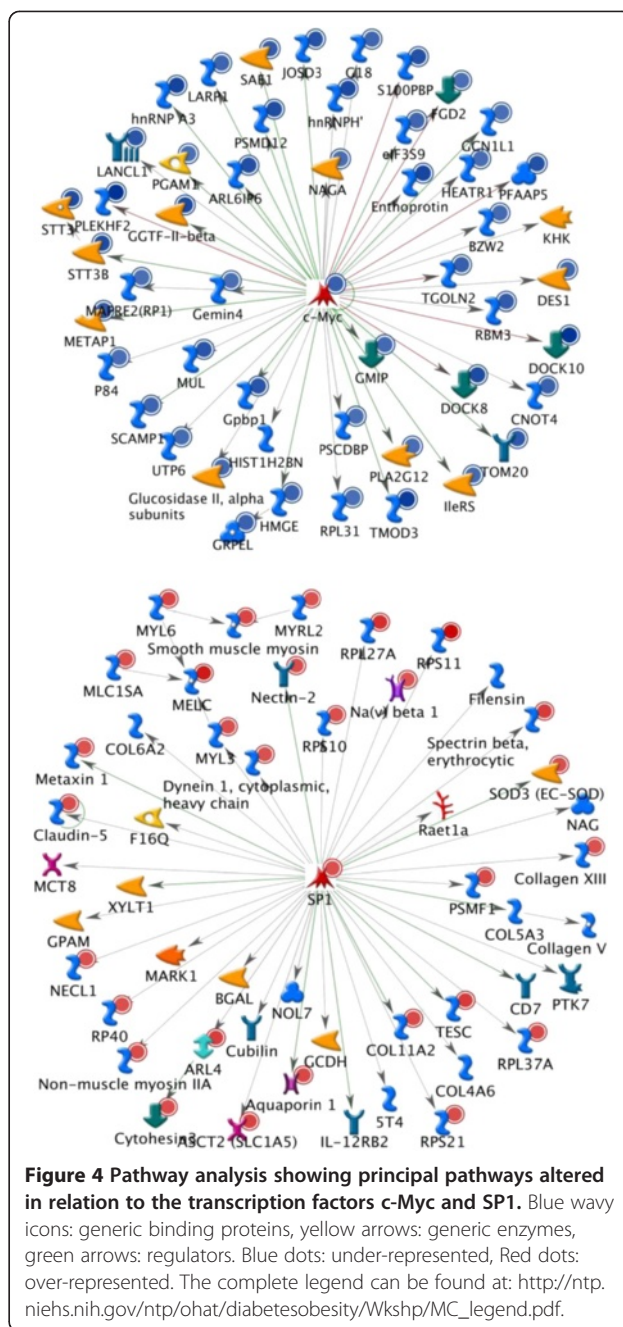 SAE1 JOSD3 G18
LARP1 S100PBP
hnRNP A3 hnRNPH' FGD2
PSMD12 eIF3S9 GCN1L1
LANCL1 PGAM1 ARL6IP6 NAGA Enthoprotin HEATR1 PFAAP5
STT3 PLEKHF2 GGTF-II-beta BZW2 KHK
STT3B TGOLN2 DES1
MAPRE2(RP1) Gemin4 c-Myc RBM3
METAP1 GMIP DOCK10
P84 MUL DOCK8 CNOT4
SCAMP1 Gpbp1 PSCDBP TOM20
UTP6 HIST1H2BN PLA2G12
Glucosidase II, alpha
subunits HMGE RPL31 TMOD3 IleRS
GRPEL
MYL6 MYRL2
Smooth muscle myosin RPL27A RPS11
MLC1SA MELC Nectin-2 Na(v) beta 1 Filensin
COL6A2 MYL3 RPS10 Spectrin beta,
erythrocytic
Metaxin 1 Dynein 1, cytoplasmic,
heavy chain SOD3 (EC-SOD)
Claudin-5 F16Q Raet1a NAG
MCT8 SP1 Collagen XIII
XYLT1 PSMF1
GPAM COL5A3 Collagen V
NECL1 MARK1 BGAL NOL7 CD7 PTK7
RP40 ARL4 Cubilin GCDH COL11A2 TESC RPL37A
Non-muscle myosin IIA Aquaporin 1 COL4A6
Cytohesin3 ASCT2 (SLC1A5) IL-12RB2 5T4 RPS21
Figure 4 Pathway analysis showing principal pathways altered
in relation to the transcription factors c-Myc and SP1. Blue wavy
icons: generic binding proteins, yellow arrows: generic enzymes,
green arrows: regulators. Blue dots: under-represented, Red dots:
over-represented. The complete legend can be found at: http://ntp.
niehs.nih.gov/ntp/ohat/diabetesobesity/Wkshp/MC_legend.pdf.